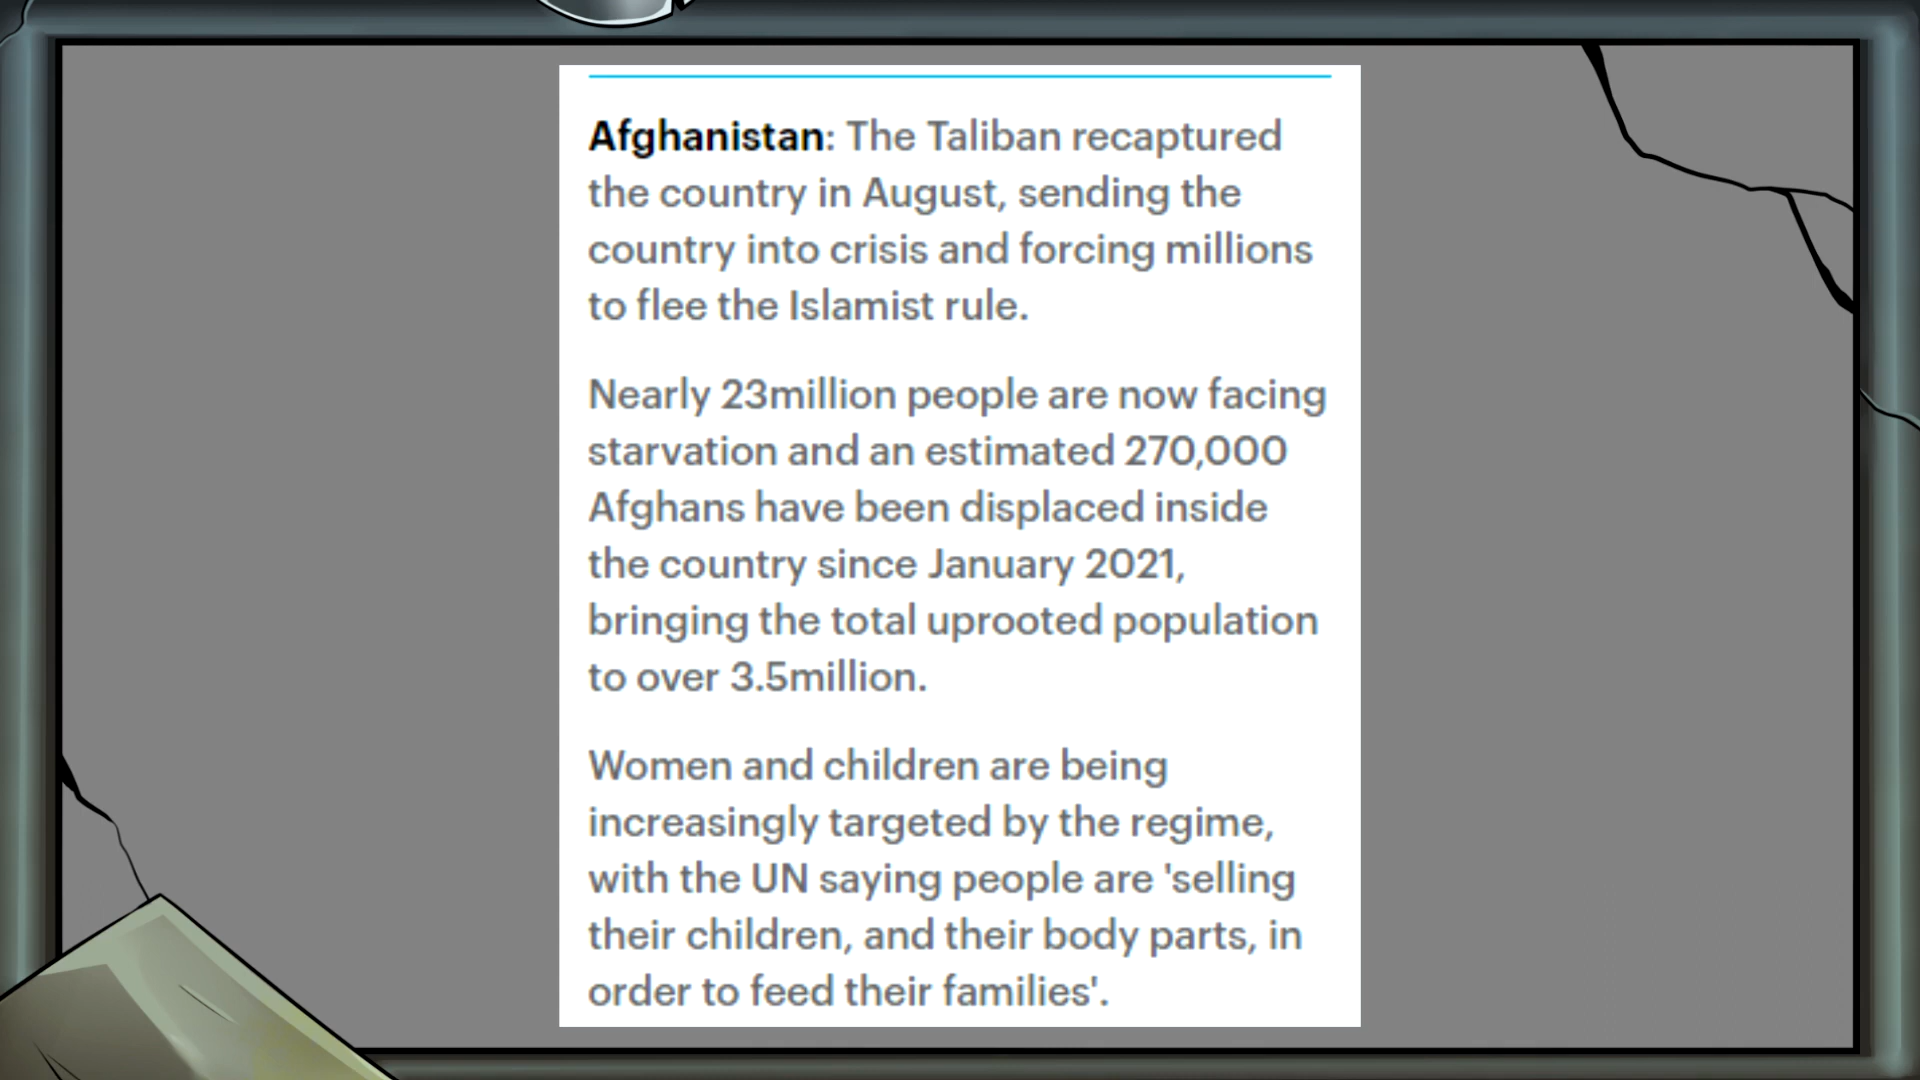 Afghanistan: The Taliban recaptured
the country in August, sending the
country into crisis and forcing millions
to flee the Islamist rule.
Nearly 23million people are now facing
starvation and an estimated 270,000
Afghans have been displaced inside
the country since January 2021,
bringing the total uprooted population
to over 3.5million.
Women and children are being
increasingly targeted by the regime,
with the UN saying people are 'selling
their children, and their body parts, in
order to feed their families'.